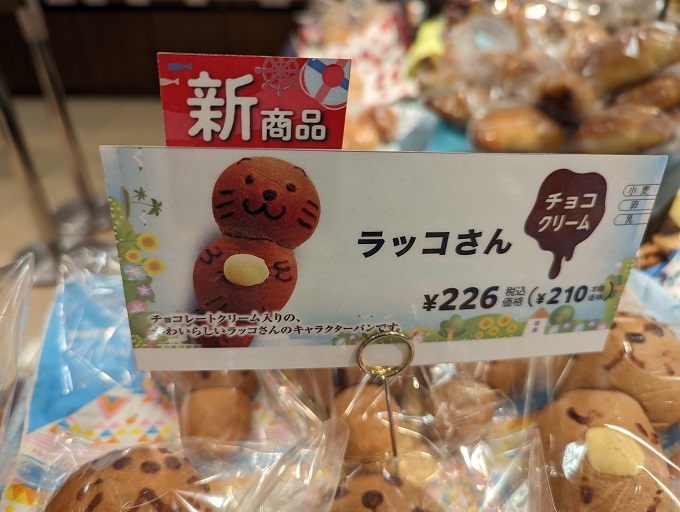 新商品
ラッコさん
チョコ
クリーム
小麦
卵
乳
¥226 税込価格 (¥210 本体価格)
チョコレートクリーム入りの、
かわいらしいラッコさんのキャラクターパンです。